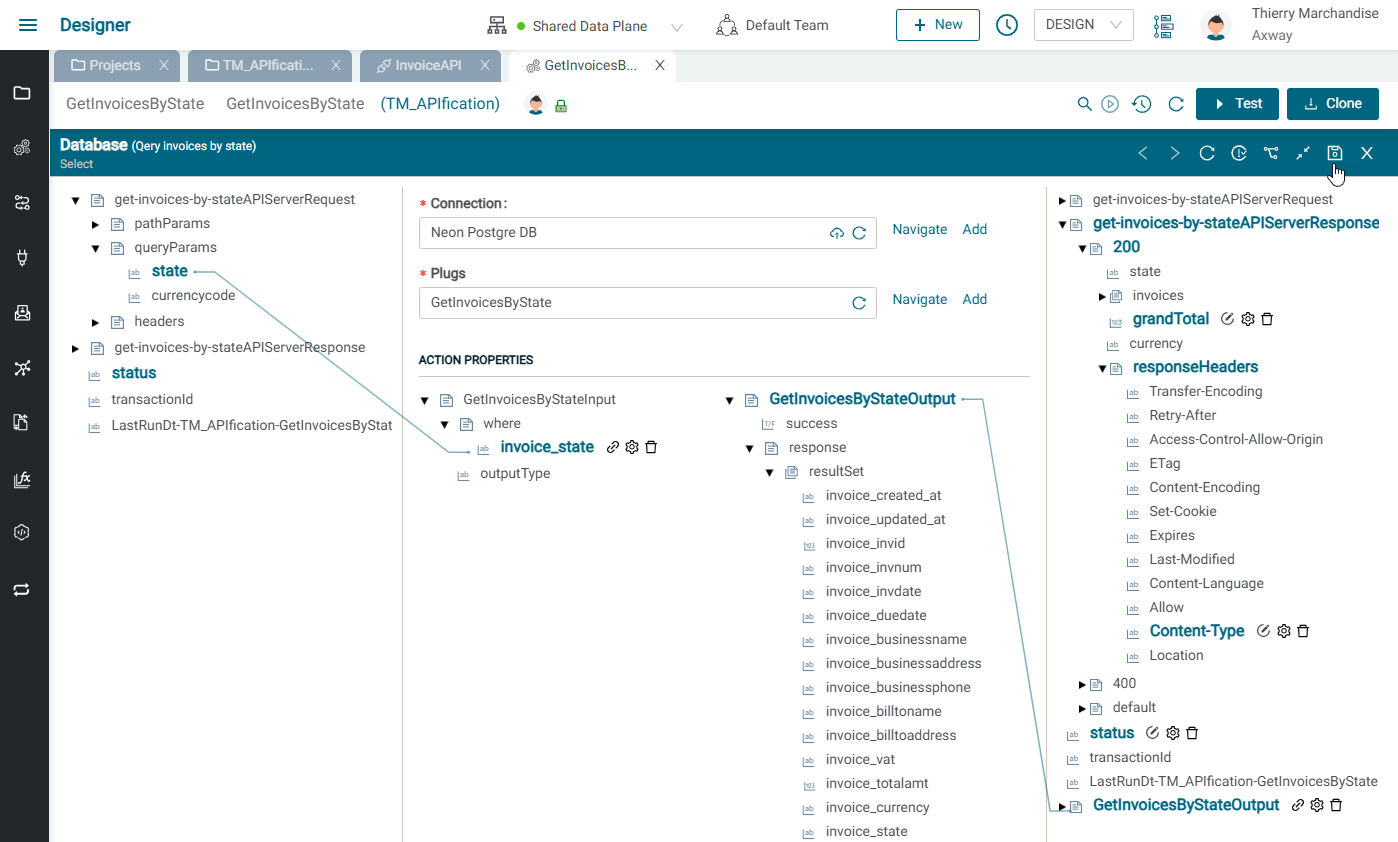 Designer
Shared Data Plane
Default Team
New
DESIGN
Thierry Marchandise
Axway
Projects X
TM_APIficati... X
InvoiceAPI X
GetInvoicesB... X
GetInvoicesByState GetInvoicesByState (TM_APIfication)
Test
Clone
Database (Qery invoices by state)
Select
get-invoices-by-stateAPIServerRequest
pathParams
queryParams
state
currencycode
headers
get-invoices-by-stateAPIServerResponse
status
transactionId
LastRunDt-TM_APIfication-GetInvoicesByStat
* Connection :
Neon Postgre DB
Navigate Add
* Plugs
GetInvoicesByState
Navigate Add
ACTION PROPERTIES
GetInvoicesByStateInput
where
invoice_state
outputType
GetInvoicesByStateOutput
success
response
resultSet
invoice_created_at
invoice_updated_at
invoice_invid
invoice_invnum
invoice_invdate
invoice_duedate
invoice_businessname
invoice_businessaddress
invoice_businessphone
invoice_billtoname
invoice_billtoaddress
invoice_vat
invoice_totalamt
invoice_currency
invoice_state
get-invoices-by-stateAPIServerRequest
get-invoices-by-stateAPIServerResponse
200
state
invoices
grandTotal
currency
responseHeaders
Transfer-Encoding
Retry-After
Access-Control-Allow-Origin
ETag
Content-Encoding
Set-Cookie
Expires
Last-Modified
Content-Language
Allow
Content-Type
Location
400
default
status
transactionId
LastRunDt-TM_APIfication-GetInvoicesByState
GetInvoicesByStateOutput